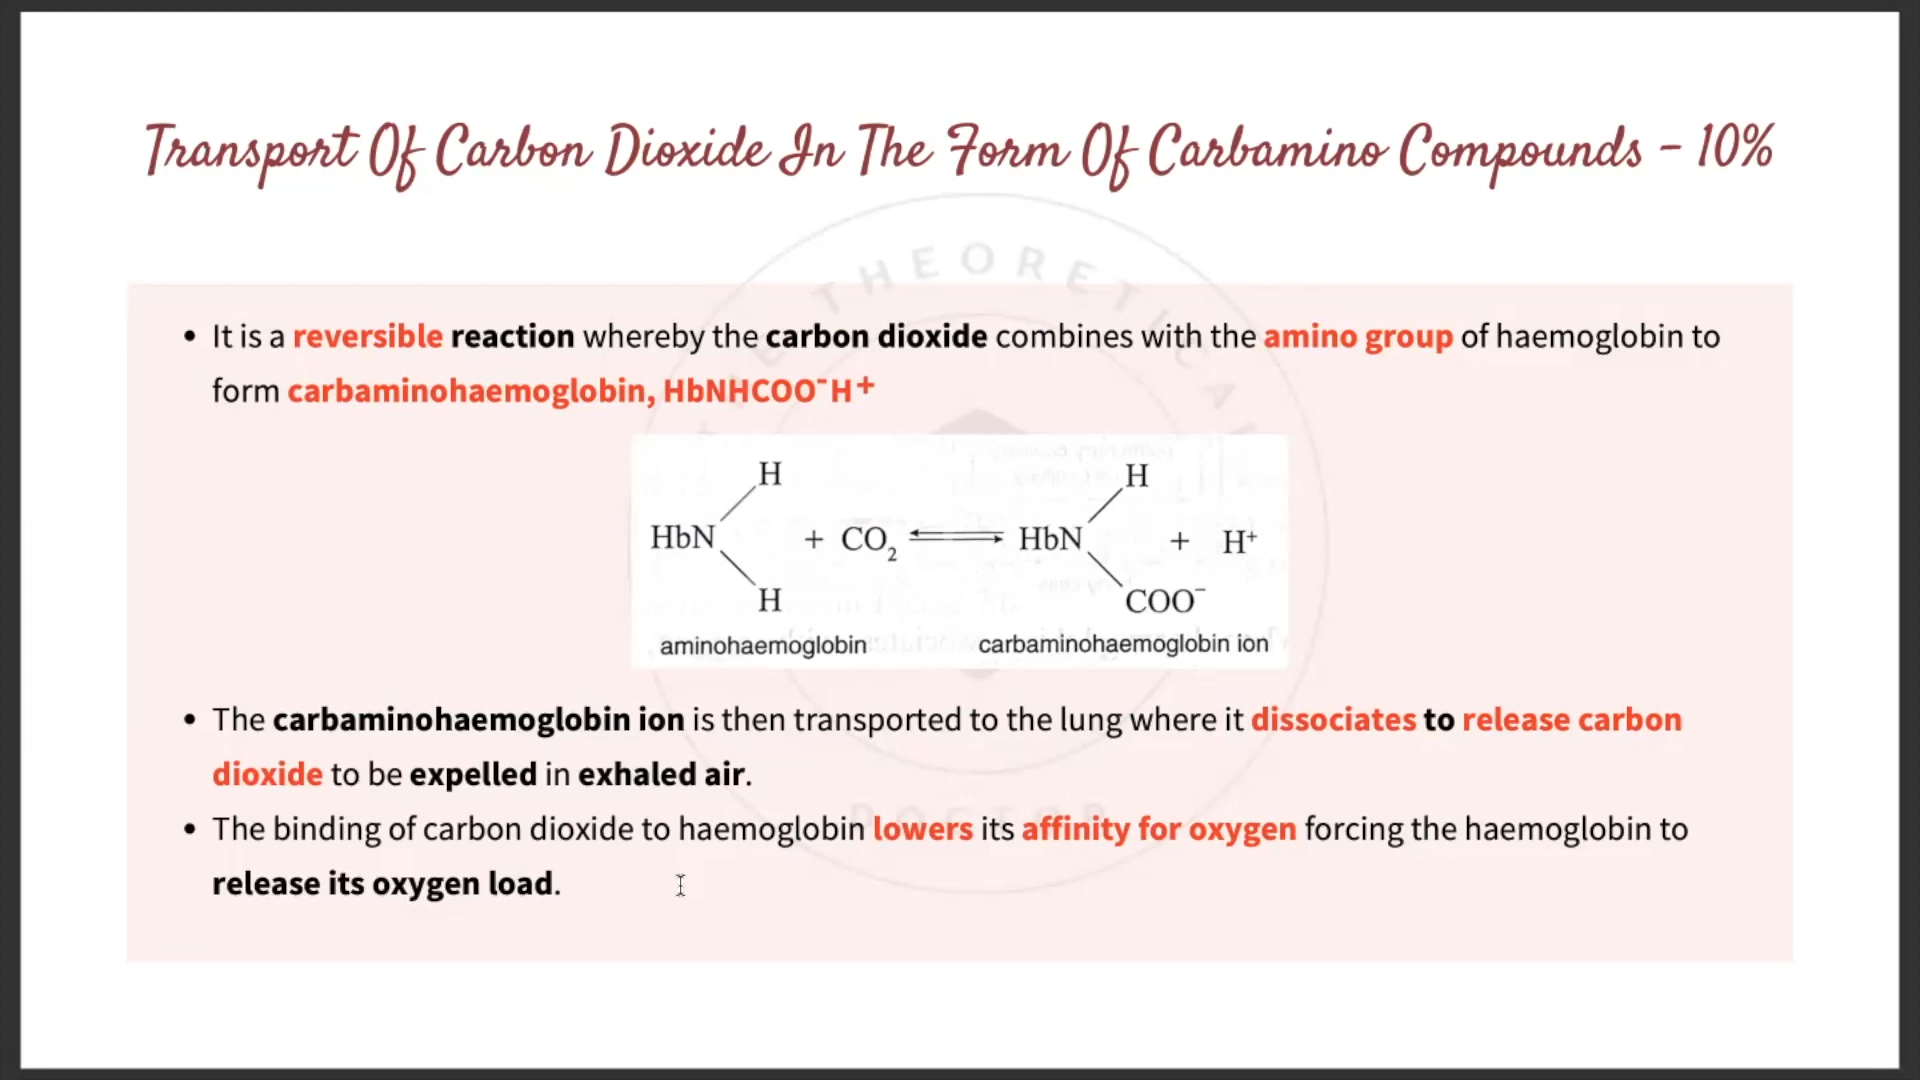 Transport Of Carbon Dioxide In The Form Of Carbamino Compounds - 10%
THE THEORETICAL
• It is a reversible reaction whereby the carbon dioxide combines with the amino group of haemoglobin to
form carbaminohaemoglobin, HbNHCOO⁻H⁺
H H
HbN + CO₂ ⇌ HbN + H⁺
H COO⁻
aminohaemoglobin carbaminohaemoglobin ion
• The carbaminohaemoglobin ion is then transported to the lung where it dissociates to release carbon
dioxide to be expelled in exhaled air.
DOCTOR
• The binding of carbon dioxide to haemoglobin lowers its affinity for oxygen forcing the haemoglobin to
release its oxygen load.